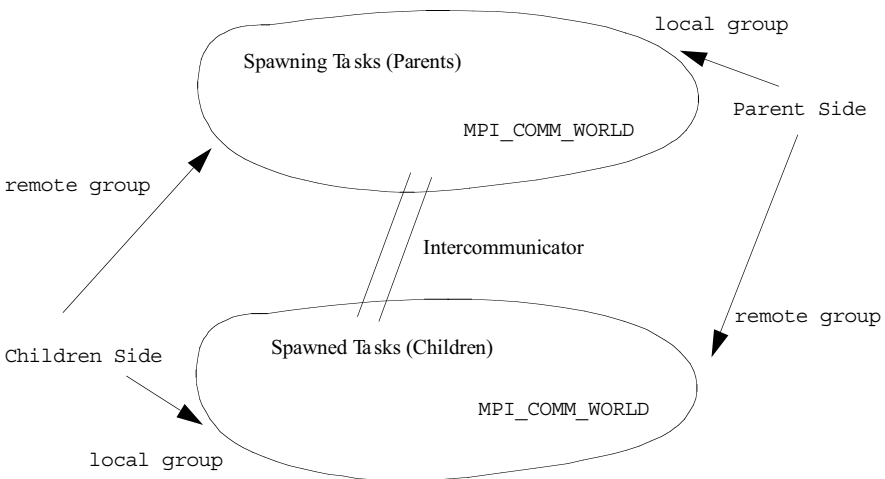 local group
Spawning Tasks (Parents)
Parent Side
MPI_COMM_WORLD
remote group
Intercommunicator
remote group
Spawned Tasks (Children)
Children Side
MPI_COMM_WORLD
local group